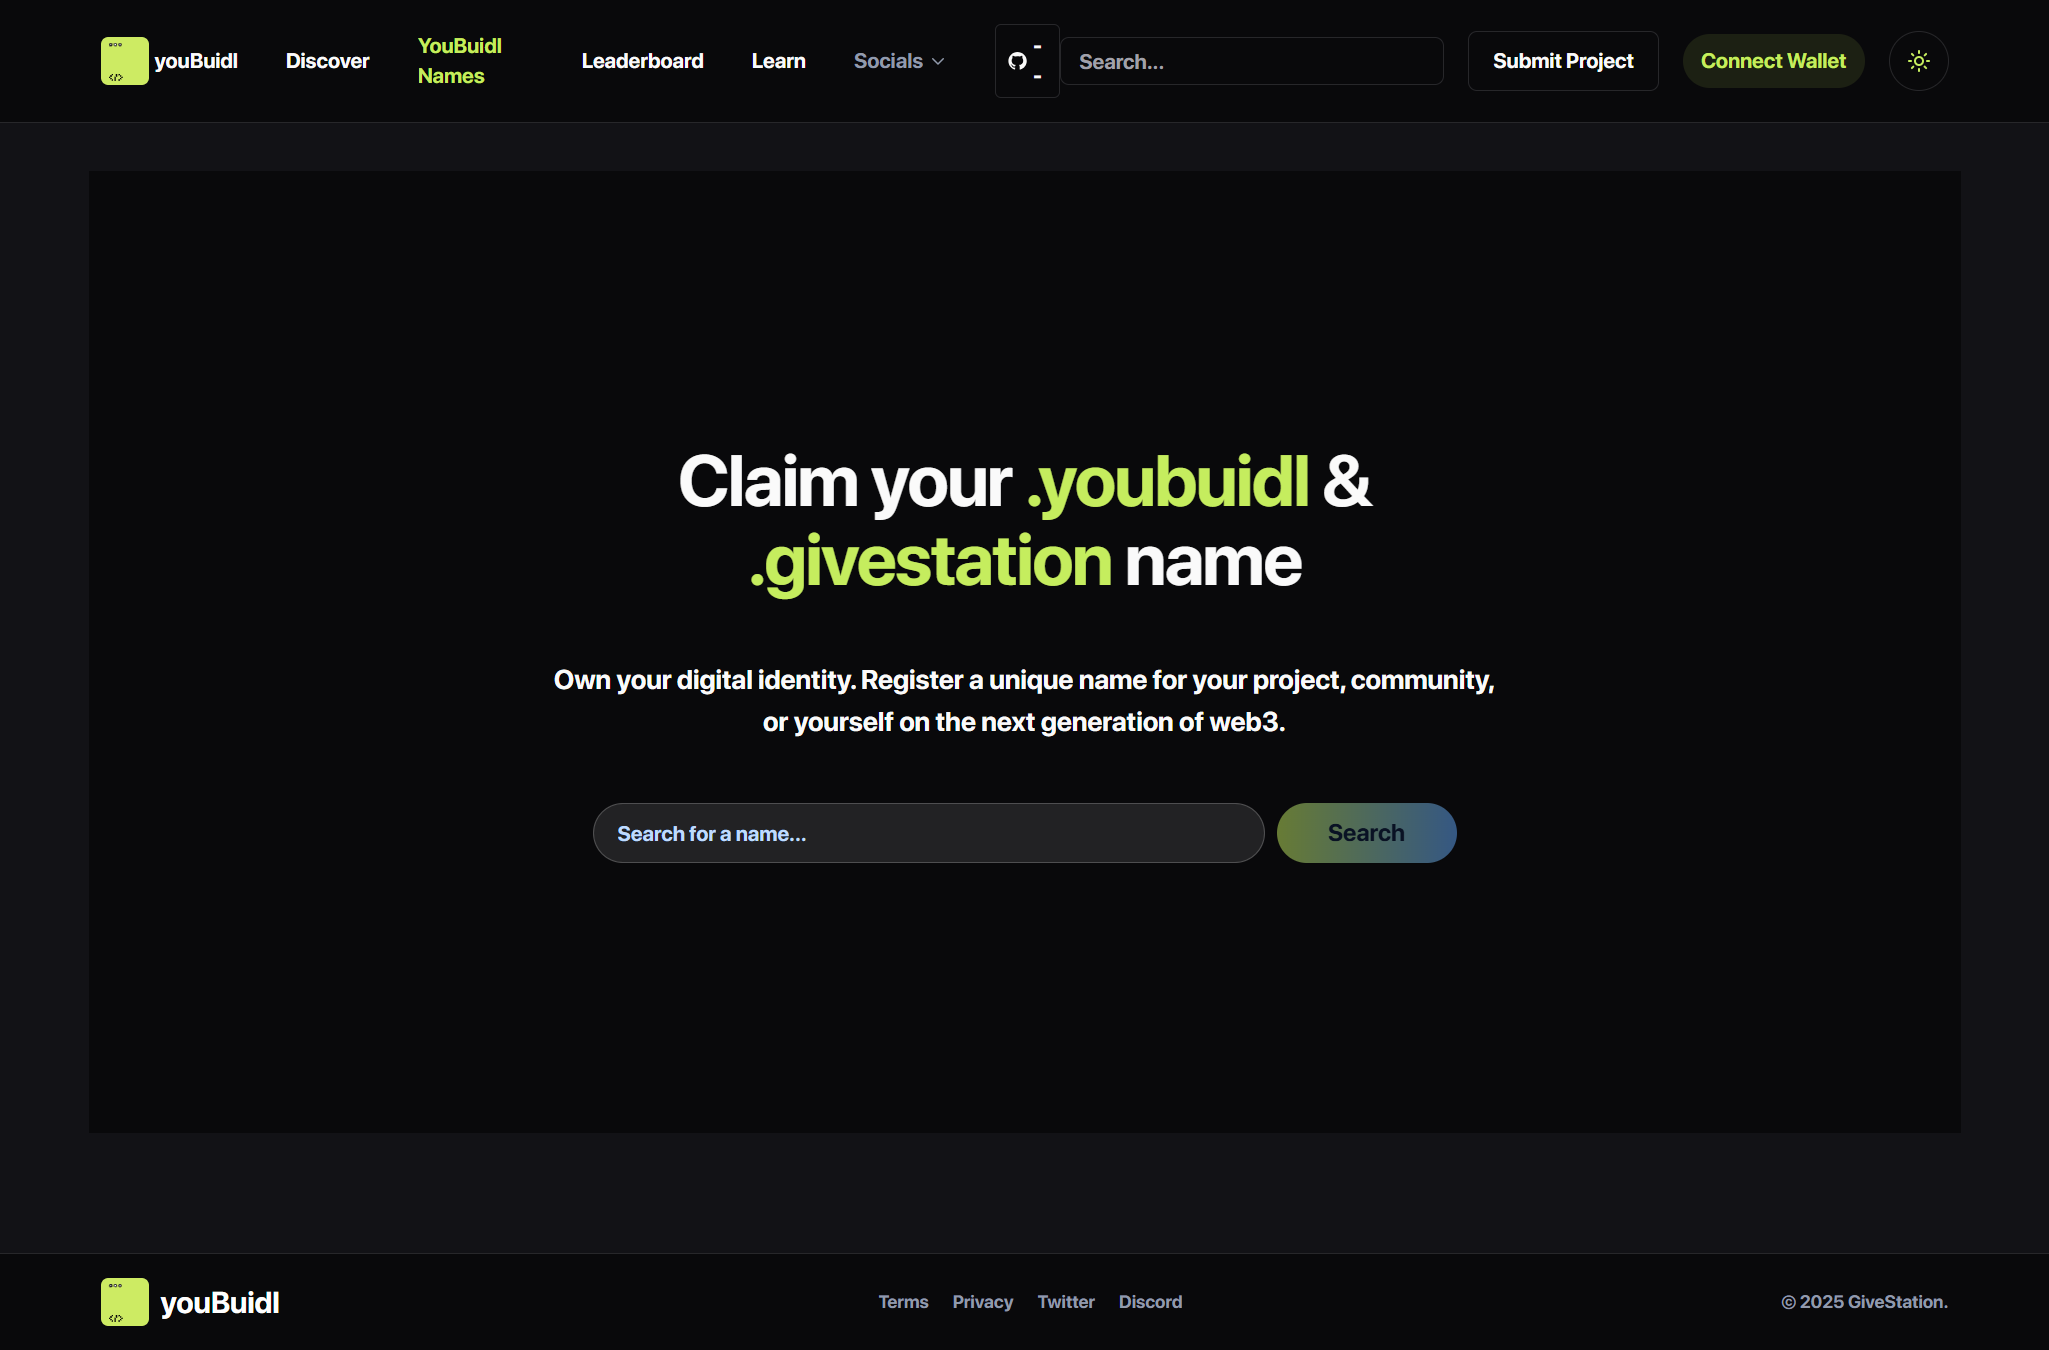 youBuidl
Discover
YouBuidl
Names
Leaderboard
Learn
Socials
--
Search...
Submit Project
Connect Wallet
Claim your .youbuidl &
.givestation name
Own your digital identity. Register a unique name for your project, community,
or yourself on the next generation of web3.
Search for a name...
Search
youBuidl
Terms
Privacy
Twitter
Discord
© 2025 GiveStation.